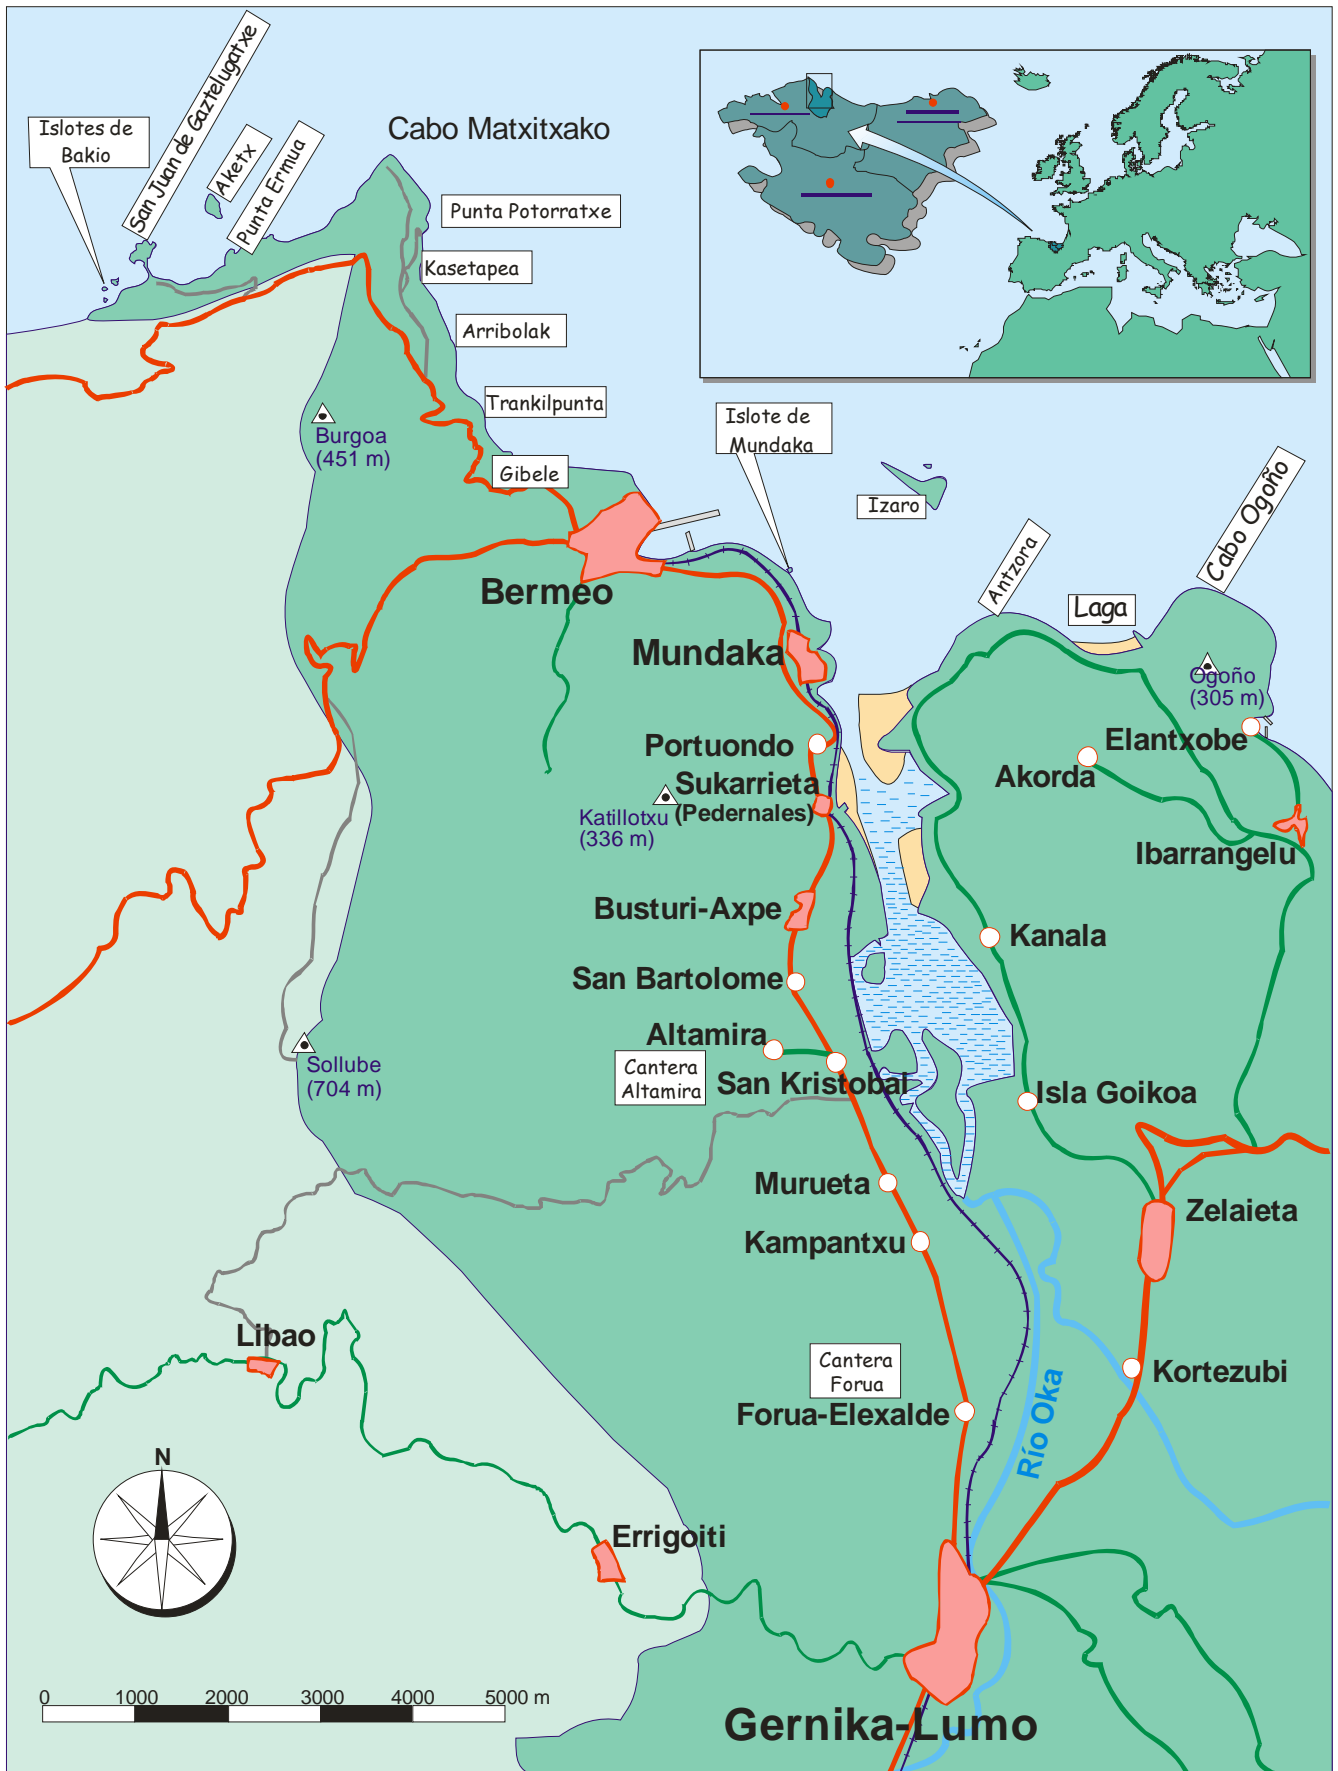 San Juan de Gaztelugatxe
Islotes de
Bakio
Aketx
Punta Ermua
Cabo Matxitxako
Punta Potorratxe
Kasetapea
Arribolak
Trankilpunta
Burgoa
(451 m)
Gibele
Islote de
Mundaka
Izaro
Cabo Ogoño
Antzora
Laga
Bermeo
Mundaka
Ogoño
(305 m)
Portuondo
Elantxobe
Akorda
Sukarrieta
(Pedernales)
Katillotxu
(336 m)
Ibarrangelu
Busturi-Axpe
Kanala
San Bartolome
Altamira
Sollube
(704 m)
Cantera
Altamira
San Kristobal
Isla Goikoa
Murueta
Zelaieta
Kampantxu
Libao
Cantera
Forua
Kortezubi
Forua-Elexalde
Río Oka
N
Errigoiti
0 1000 2000 3000 4000 5000 m
Gernika-Lumo